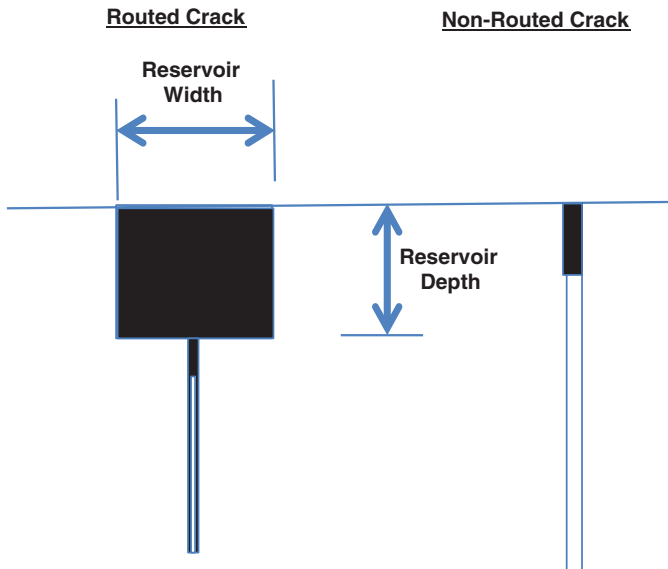 Routed Crack
Non-Routed Crack
Reservoir
Width
Reservoir
Depth